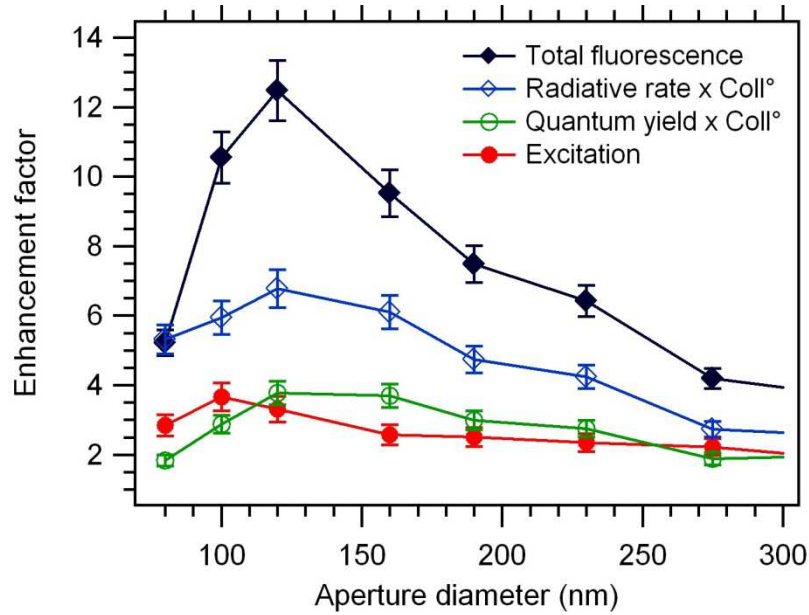 14
12
10
8
6
4
2
Enhancement factor
Total fluorescence
Radiative rate x Coll°
Quantum yield x Coll°
Excitation
100 150 200 250 300
Aperture diameter (nm)